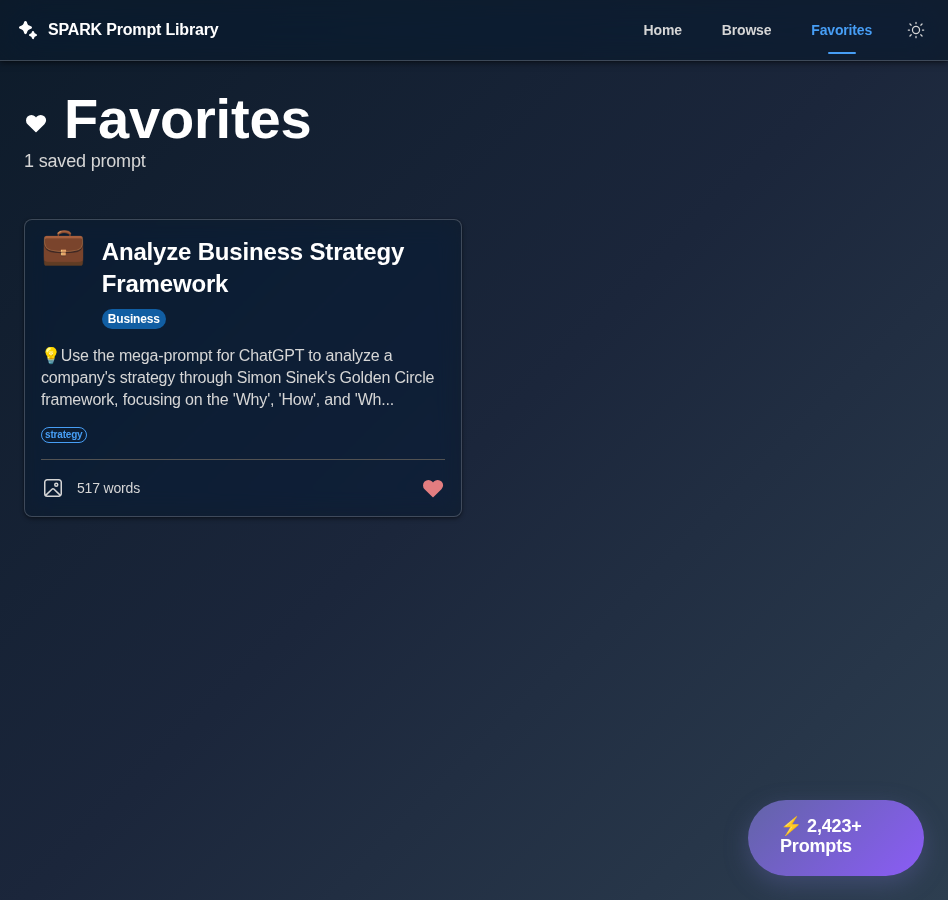 SPARK Prompt Library
Home
Browse
Favorites
Favorites
1 saved prompt
Analyze Business Strategy
Framework
Business
💡Use the mega-prompt for ChatGPT to analyze a
company's strategy through Simon Sinek's Golden Circle
framework, focusing on the 'Why', 'How', and 'Wh...
strategy
517 words
⚡ 2,423+
Prompts